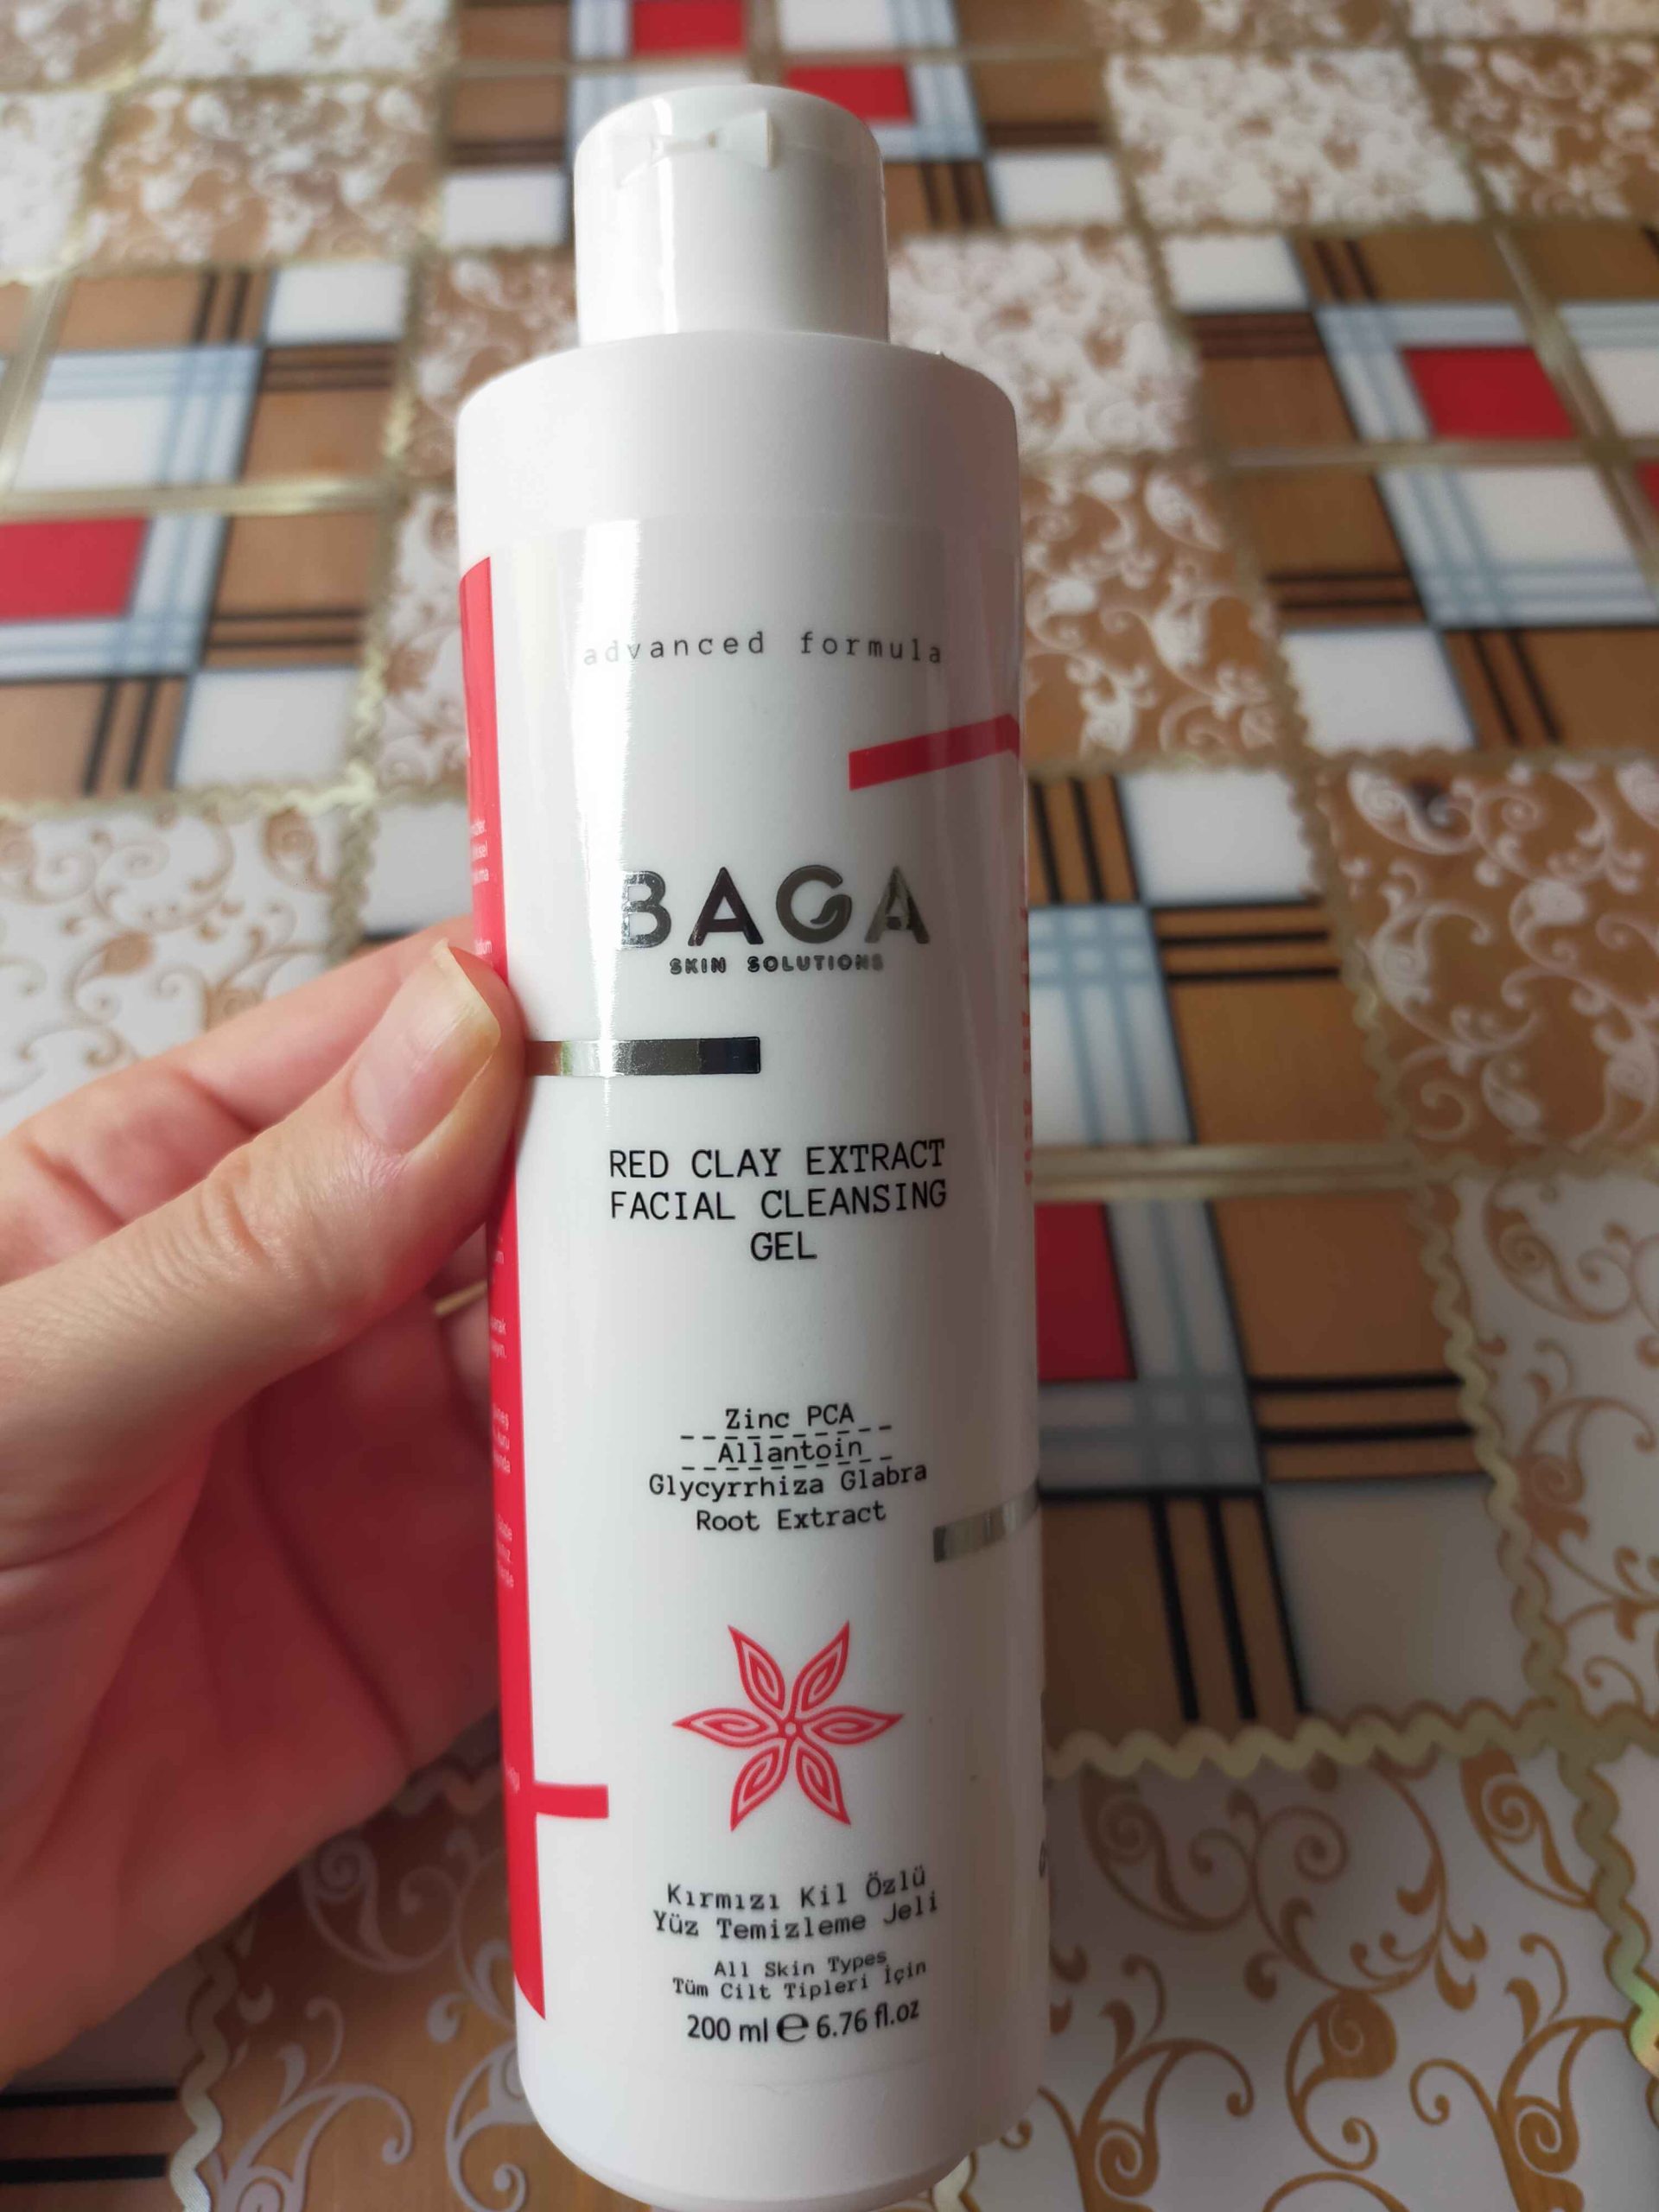 advanced formula
BAGA
SKIN SOLUTIONS
RED CLAY EXTRACT
FACIAL CLEANSING
GEL
Zinc PCA
Allantoin
Glycyrrhiza Glabra
Root Extract
Kırmızı Kil Özlü
Yüz Temizleme Jeli
All Skin Types
Tüm Cilt Tipleri İçin
200 ml ℮ 6.76 fl.oz